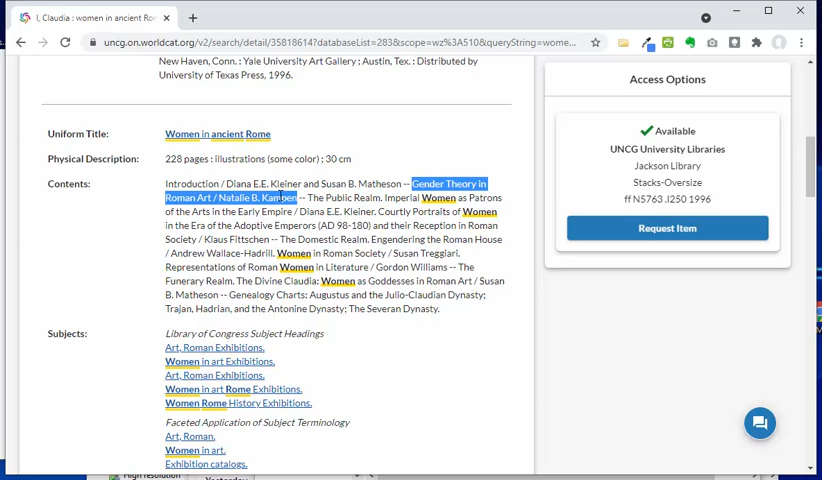 I, Claudia : women in ancient Ro
uncg.on.worldcat.org/v2/search/detail/35818614?databaseList=283&scope=wz%3A510&queryString=wome...
New Haven, Conn. : Yale University Art Gallery ; Austin, Tex. : Distributed by
University of Texas Press, 1996.
Uniform Title:
Women in ancient Rome
Physical Description:
228 pages : illustrations (some color) ; 30 cm
Contents:
Introduction / Diana E.E. Kleiner and Susan B. Matheson -- Gender Theory in
Roman Art / Natalie B. Kampen -- The Public Realm. Imperial Women as Patrons
of the Arts in the Early Empire / Diana E.E. Kleiner. Courtly Portraits of Women
in the Era of the Adoptive Emperors (AD 98-180) and their Reception in Roman
Society / Klaus Fittschen -- The Domestic Realm. Engendering the Roman House
/ Andrew Wallace-Hadrill. Women in Roman Society / Susan Treggiari.
Representations of Roman Women in Literature / Gordon Williams -- The
Funerary Realm. The Divine Claudia: Women as Goddesses in Roman Art / Susan
B. Matheson -- Genealogy Charts: Augustus and the Julio-Claudian Dynasty;
Trajan, Hadrian, and the Antonine Dynasty; The Severan Dynasty.
Subjects:
Library of Congress Subject Headings
Art, Roman Exhibitions.
Women in art Exhibitions.
Art, Roman Exhibitions.
Women in art Rome Exhibitions.
Women Rome History Exhibitions.
Faceted Application of Subject Terminology
Art, Roman.
Women in art.
Exhibition catalogs.
Access Options
Available
UNCG University Libraries
Jackson Library
Stacks-Oversize
ff N5763 .I250 1996
Request Item
High resolution
Yesterday